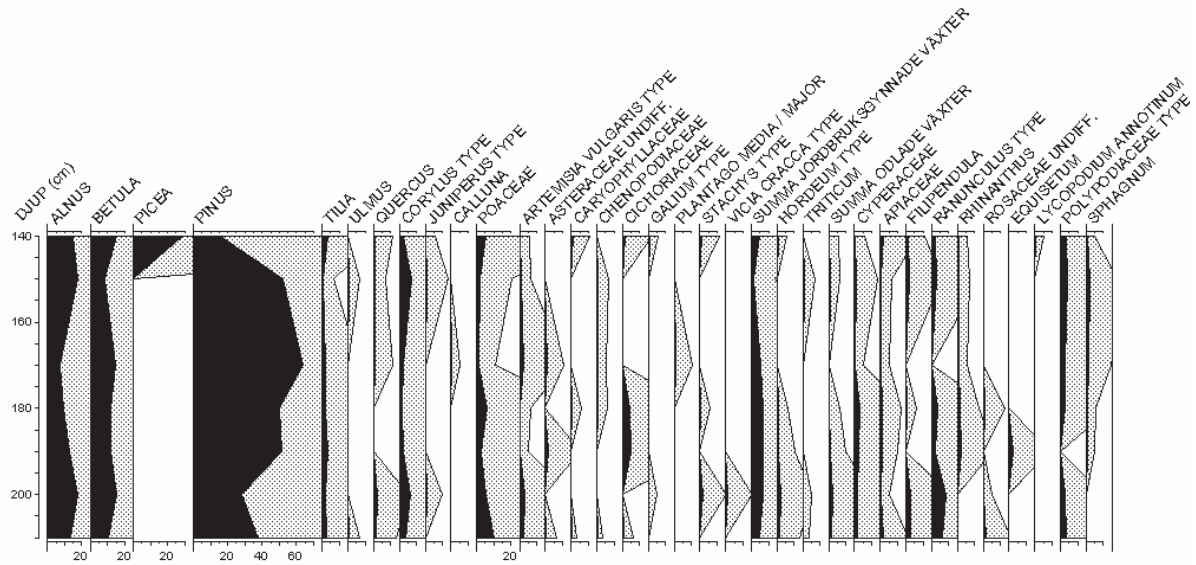 DJUP (cm)
ALNUS
BETULA
PICEA
PINUS
TILIA
ULMUS
QUERCUS
CORYLUS TYPE
JUNIPERUS TYPE
CALLUNA
POACEAE
ARTEMISIA VULGARIS TYPE
ASTERACEAE UNDIFF.
CARYOPHYLLACEAE
CHENOPODIACEAE
CICHORIACEAE
GALIUM TYPE
PLANTAGO MEDIA / MAJOR
STACHYS TYPE
VICIA CRACCA TYPE
SUMMA JORDBRUKSGYNNADE VÄXTER
HORDEUM TYPE
TRITICUM
SUMMA ODLADE VÄXTER
CYPERACEAE
APIACEAE
FILIPENDULA
RANUNCULUS TYPE
RHINANTHUS
ROSACEAE UNDIFF.
EQUISETUM
LYCOPODIUM ANNOTINUM
POLYPODIACEAE TYPE
SPHAGNUM
140
160
180
200
20 20 20 20 40 60 20